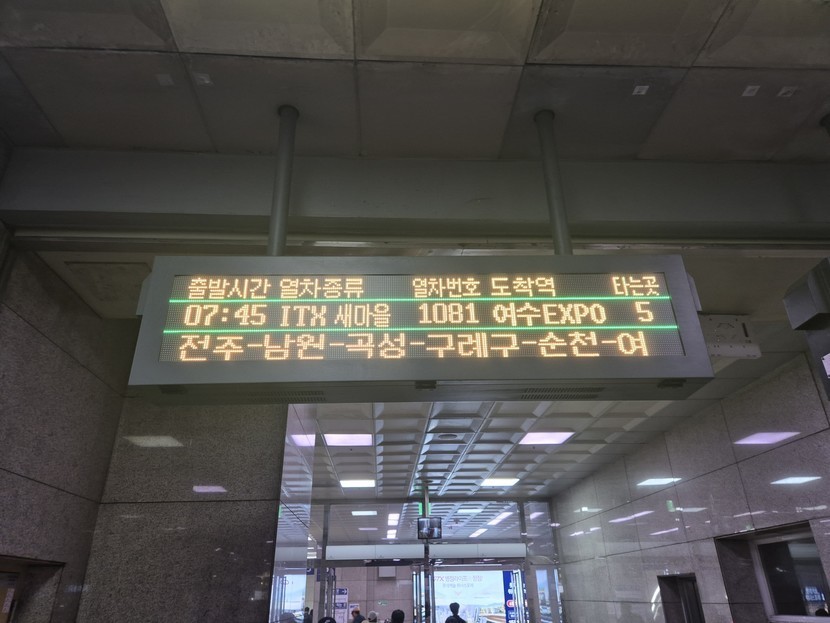 출발시간 열차종류 열차번호 도착역 타는곳
07:45 ITX 새마을 1081 여수EXPO 5
전주-남원-곡성-구례구-순천-여